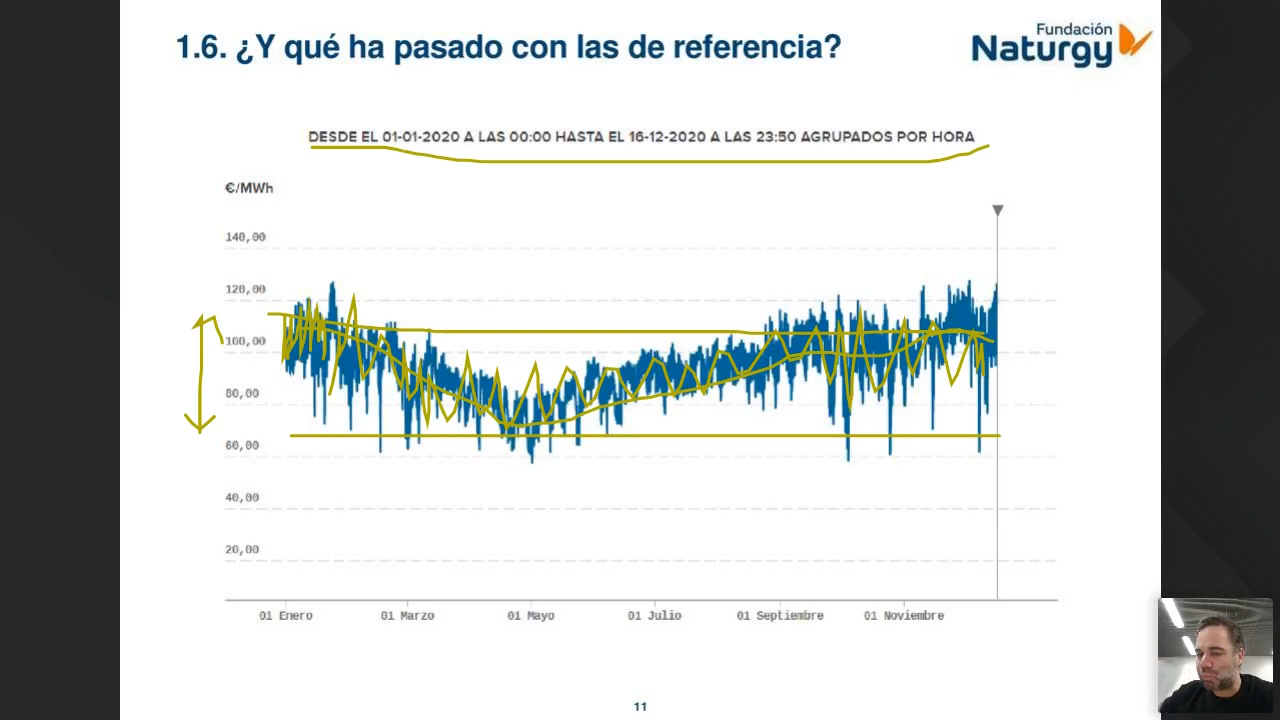 1.6. ¿Y qué ha pasado con las de referencia?
Fundación
Naturgy
DESDE EL 01-01-2020 A LAS 00:00 HASTA EL 16-12-2020 A LAS 23:50 AGRUPADOS POR HORA
€/MWh
140,00
120,00
100,00
80,00
60,00
40,00
20,00
01 Enero 01 Marzo 01 Mayo 01 Julio 01 Septiembre 01 Noviembre
11